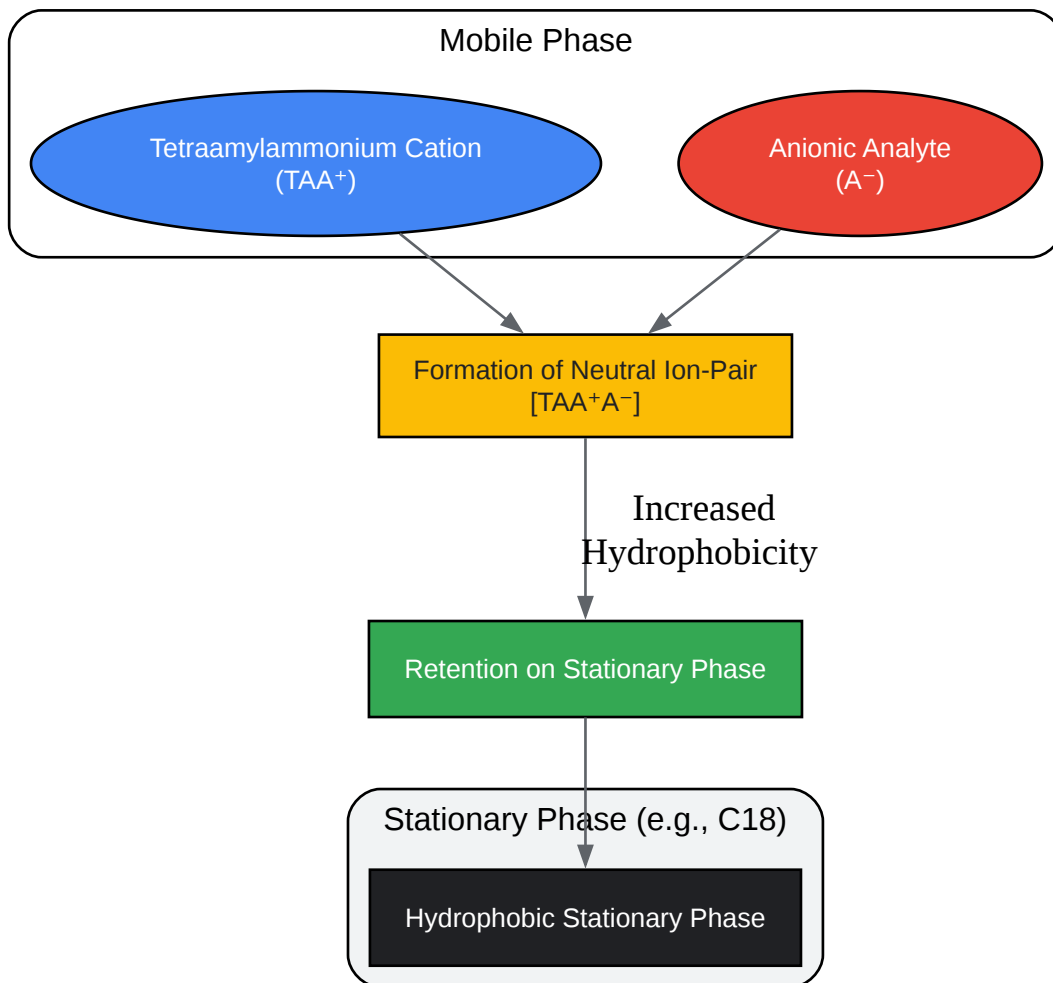 Mobile Phase
Tetraamylammonium Cation
(TAA⁺)
Anionic Analyte
(A⁻)
Formation of Neutral Ion-Pair
[TAA⁺A⁻]
Increased
Hydrophobicity
Retention on Stationary Phase
Stationary Phase (e.g., C18)
Hydrophobic Stationary Phase